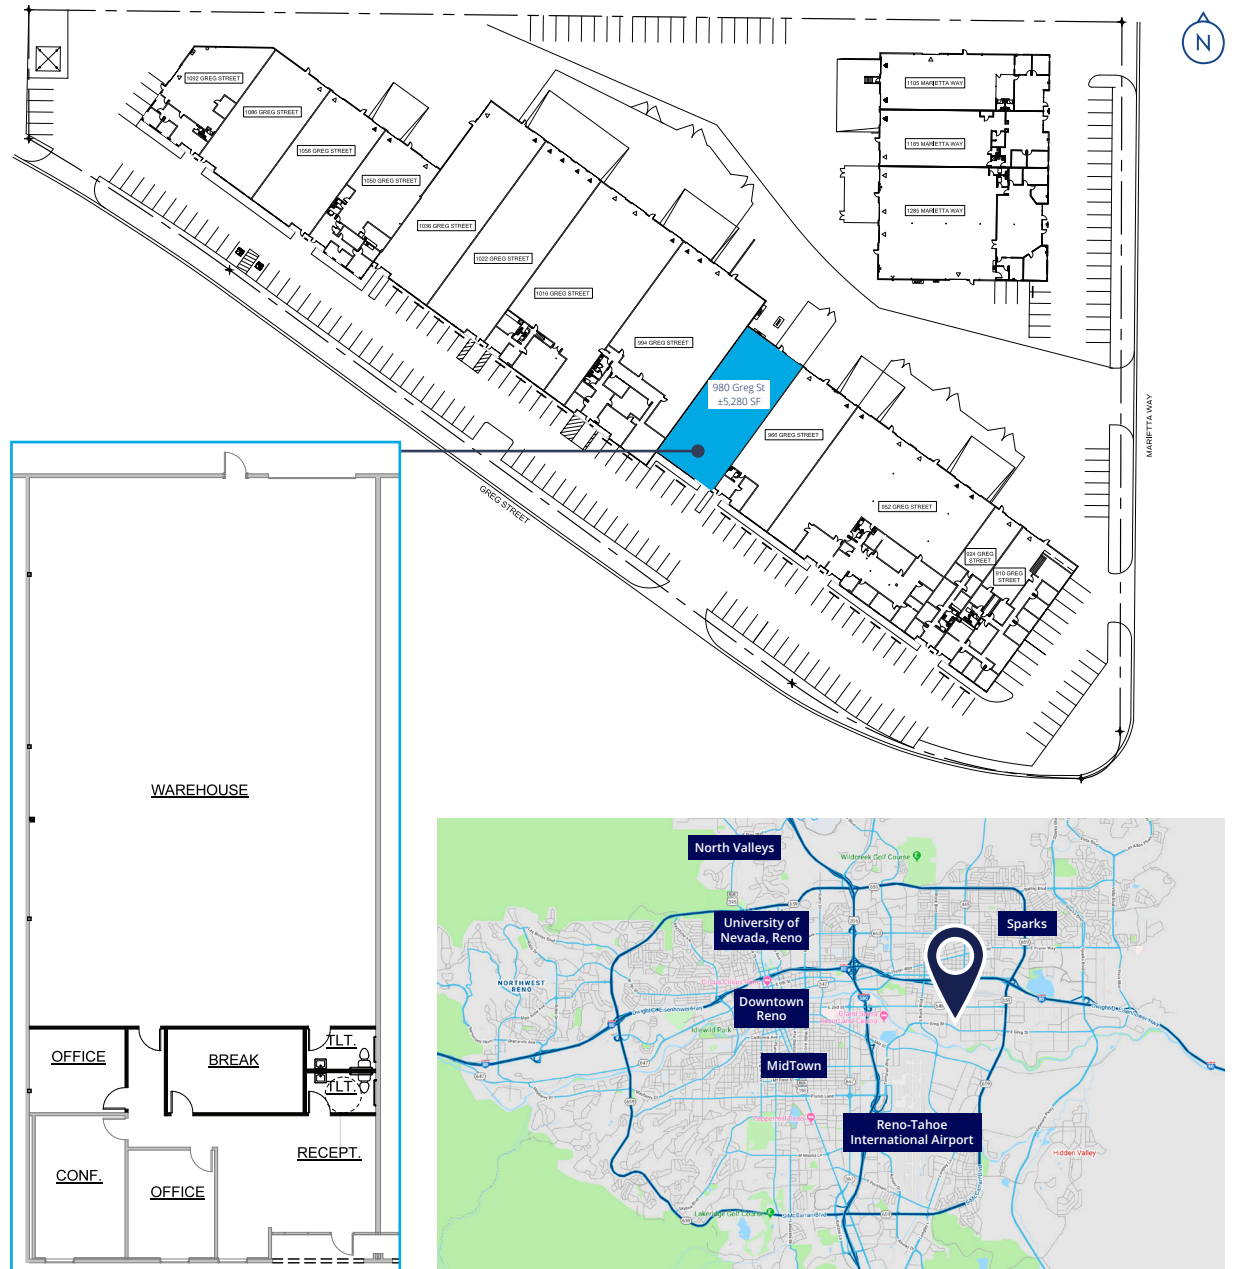 N
1092 GREG STREET
1086 GREG STREET
1056 GREG STREET
1050 GREG STREET
1036 GREG STREET
1022 GREG STREET
1016 GREG STREET
994 GREG STREET
980 Greg St
±5,280 SF
966 GREG STREET
952 GREG STREET
924 GREG
STREET
910 GREG
STREET
1105 MARIETTA WAY
1165 MARIETTA WAY
1285 MARIETTA WAY
MARIETTA WAY
GREG STREET
WAREHOUSE
OFFICE
BREAK
TLT.
TLT.
RECEPT.
CONF.
OFFICE
North Valleys
Wildcreek Golf Course
University of
Nevada, Reno
Sparks
NORTHWEST
RENO
Downtown
Reno
Idlewild Park
MidTown
Reno-Tahoe
International Airport
Hidden Valley
Lakeridge Golf Course